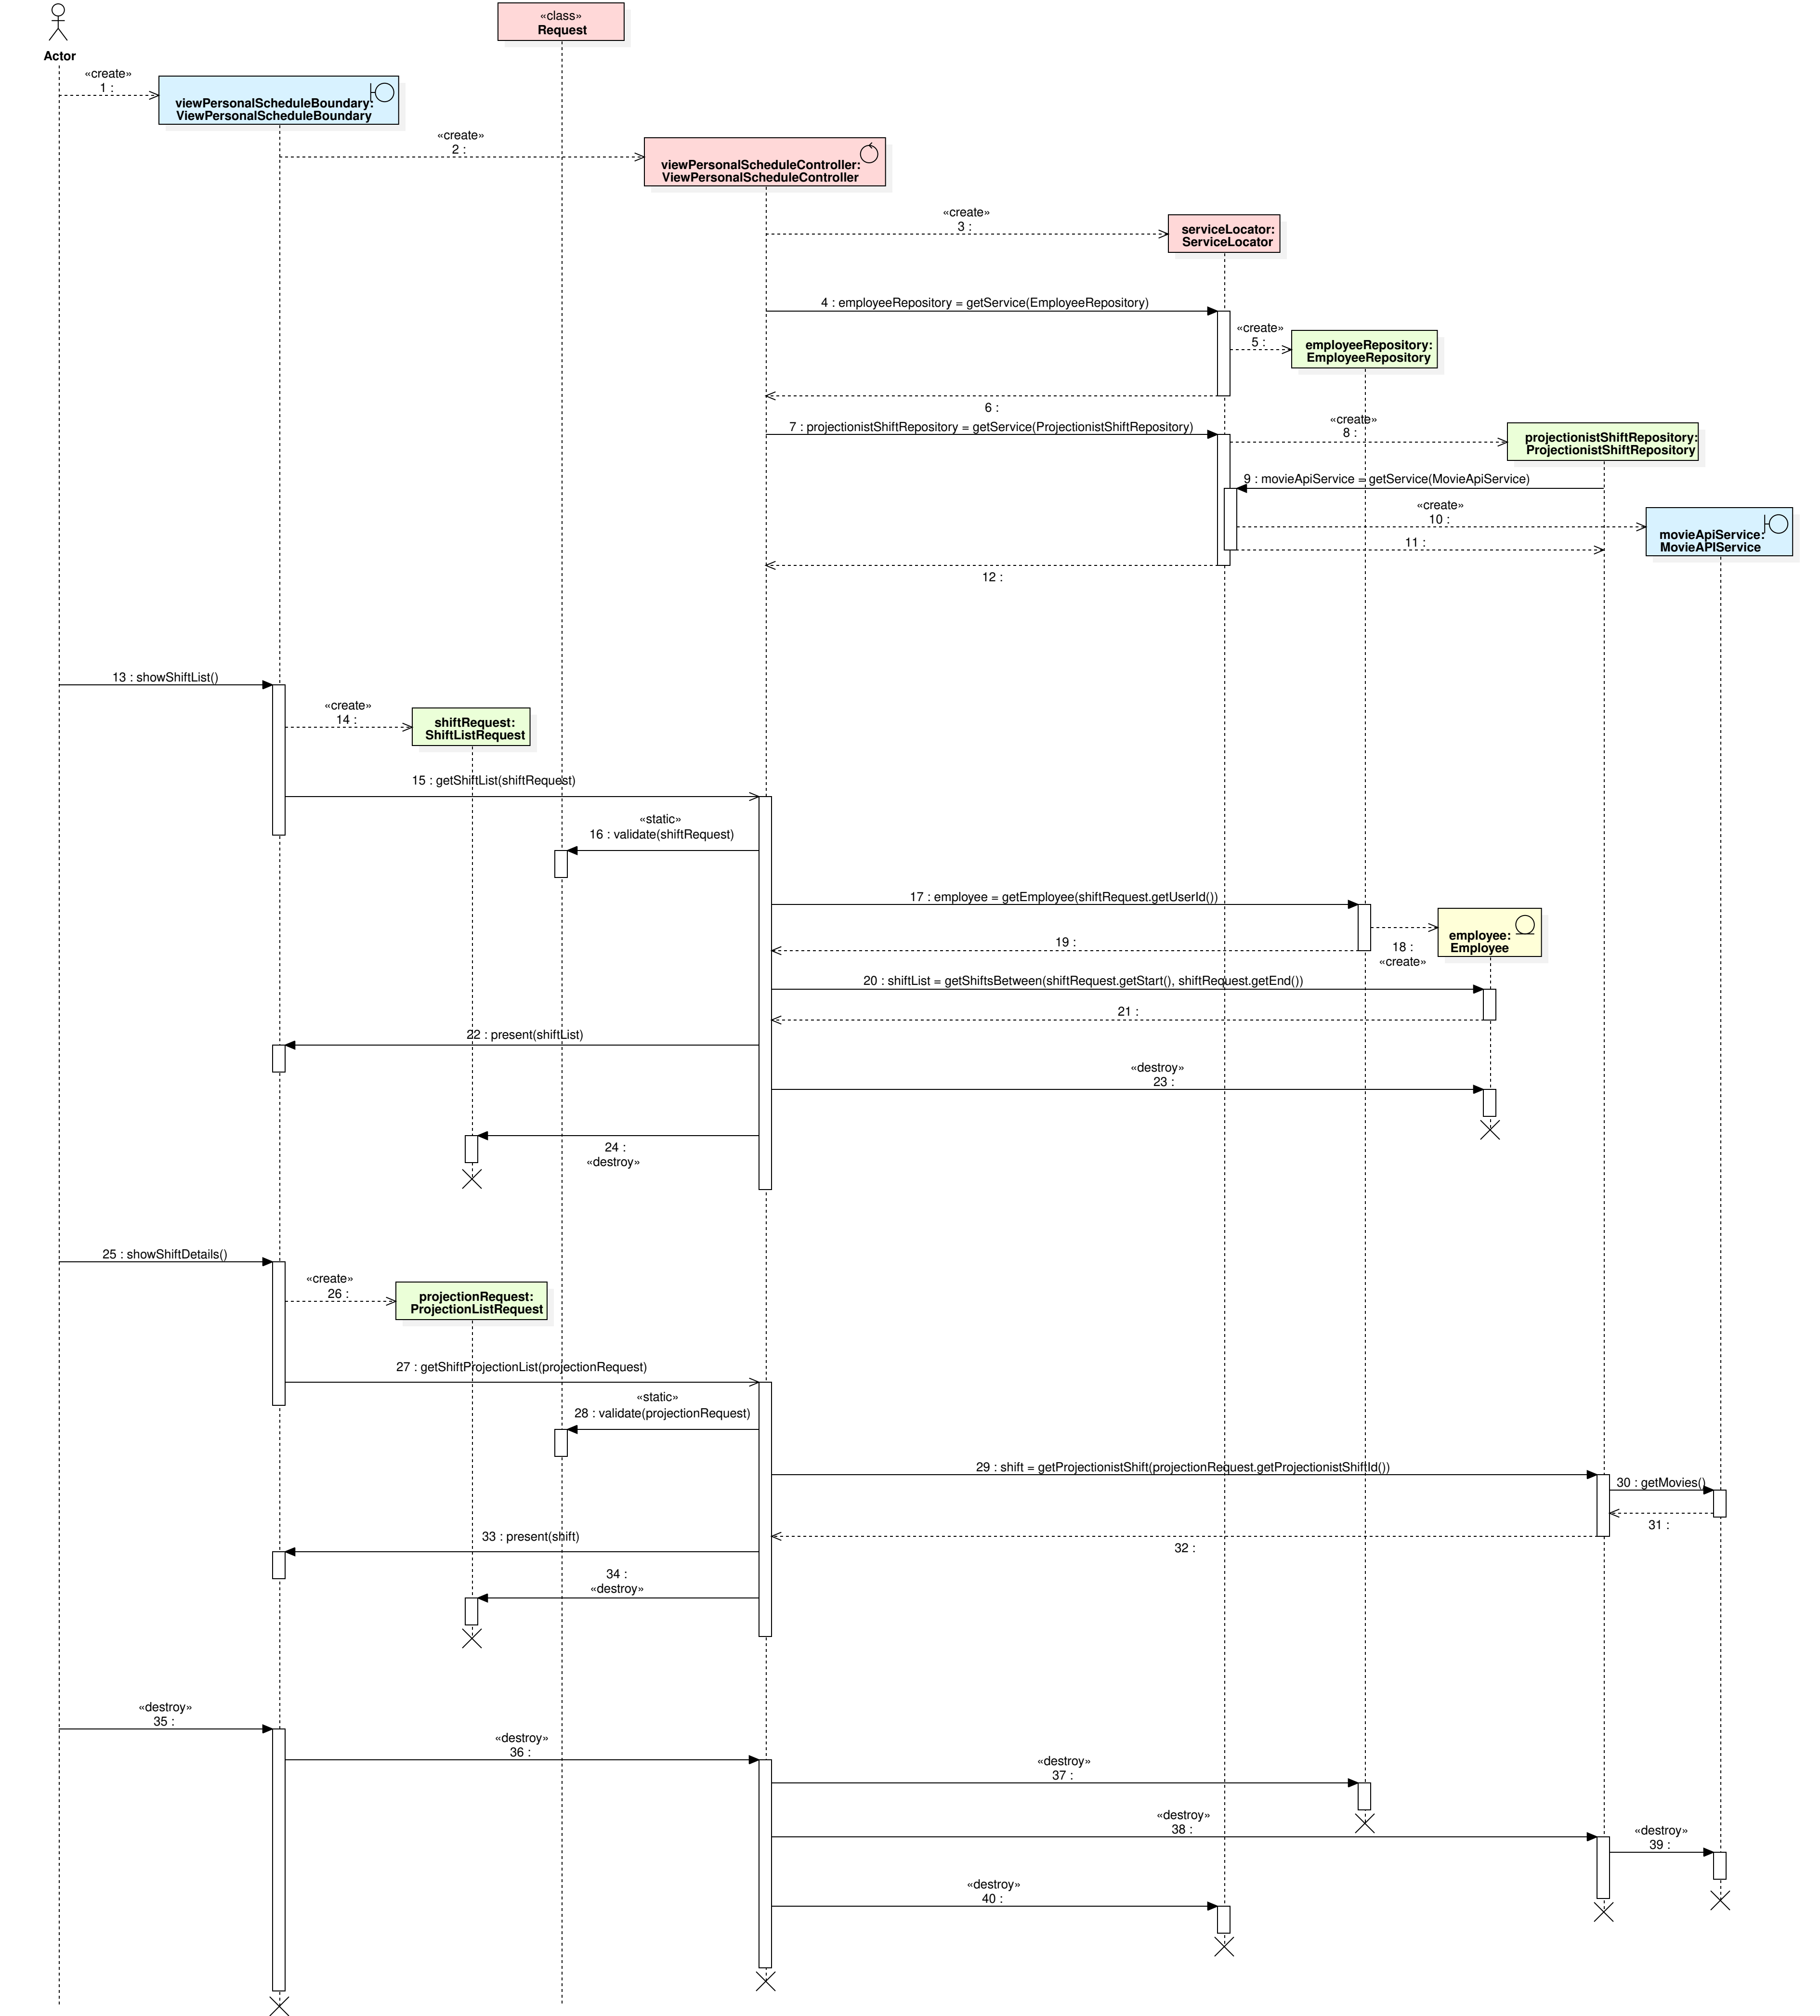 «class»
Request
Actor
«create»
1 :
viewPersonalScheduleBoundary:
ViewPersonalScheduleBoundary
«create»
2 :
viewPersonalScheduleController:
ViewPersonalScheduleController
«create»
3 :
serviceLocator:
ServiceLocator
4 : employeeRepository = getService(EmployeeRepository)
«create»
5 :
employeeRepository:
EmployeeRepository
6 :
7 : projectionistShiftRepository = getService(ProjectionistShiftRepository)
«create»
8 :
projectionistShiftRepository:
ProjectionistShiftRepository
9 : movieApiService = getService(MovieApiService)
«create»
10 :
movieApiService:
MovieAPIService
11 :
12 :
13 : showShiftList()
«create»
14 :
shiftRequest:
ShiftListRequest
15 : getShiftList(shiftRequest)
«static»
16 : validate(shiftRequest)
17 : employee = getEmployee(shiftRequest.getUserId())
employee:
Employee
18 :
«create»
19 :
20 : shiftList = getShiftsBetween(shiftRequest.getStart(), shiftRequest.getEnd())
21 :
22 : present(shiftList)
«destroy»
23 :
24 :
«destroy»
25 : showShiftDetails()
«create»
26 :
projectionRequest:
ProjectionListRequest
27 : getShiftProjectionList(projectionRequest)
«static»
28 : validate(projectionRequest)
29 : shift = getProjectionistShift(projectionRequest.getProjectionistShiftId())
30 : getMovies()
31 :
32 :
33 : present(shift)
34 :
«destroy»
«destroy»
35 :
«destroy»
36 :
«destroy»
37 :
«destroy»
38 :
«destroy»
39 :
«destroy»
40 :